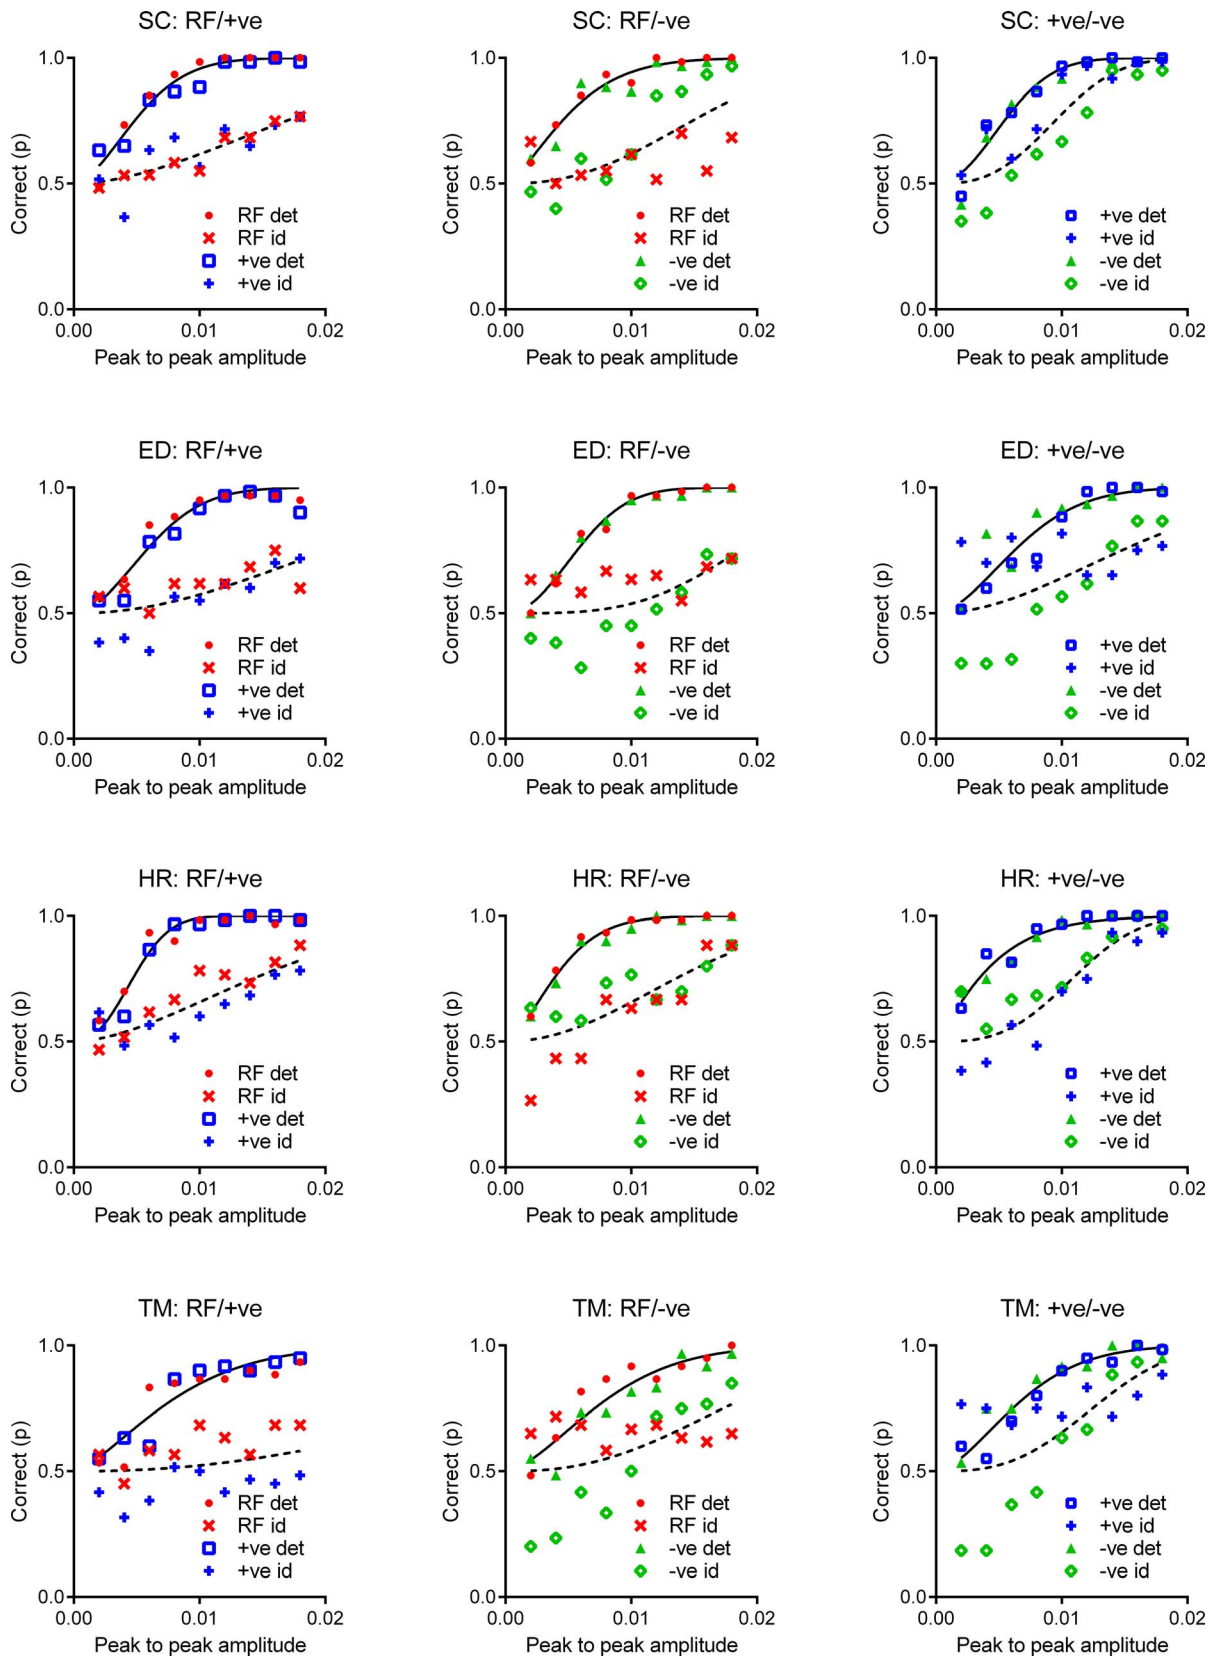 SC: RF/+ve
SC: RF/-ve
SC: +ve/-ve
Correct (p)
1.0
0.5
0.0
RF det
RF id
+ve det
+ve id
0.00
0.01
0.02
Peak to peak amplitude
Correct (p)
1.0
0.5
0.0
RF det
RF id
-ve det
-ve id
0.00
0.01
0.02
Peak to peak amplitude
Correct (p)
1.0
0.5
0.0
+ve det
+ve id
-ve det
-ve id
0.00
0.01
0.02
Peak to peak amplitude
ED: RF/+ve
ED: RF/-ve
ED: +ve/-ve
Correct (p)
1.0
0.5
0.0
RF det
RF id
+ve det
+ve id
0.00
0.01
0.02
Peak to peak amplitude
Correct (p)
1.0
0.5
0.0
RF det
RF id
-ve det
-ve id
0.00
0.01
0.02
Peak to peak amplitude
Correct (p)
1.0
0.5
0.0
+ve det
+ve id
-ve det
-ve id
0.00
0.01
0.02
Peak to peak amplitude
HR: RF/+ve
HR: RF/-ve
HR: +ve/-ve
Correct (p)
1.0
0.5
0.0
RF det
RF id
+ve det
+ve id
0.00
0.01
0.02
Peak to peak amplitude
Correct (p)
1.0
0.5
0.0
RF det
RF id
-ve det
-ve id
0.00
0.01
0.02
Peak to peak amplitude
Correct (p)
1.0
0.5
0.0
+ve det
+ve id
-ve det
-ve id
0.00
0.01
0.02
Peak to peak amplitude
TM: RF/+ve
TM: RF/-ve
TM: +ve/-ve
Correct (p)
1.0
0.5
0.0
RF det
RF id
+ve det
+ve id
0.00
0.01
0.02
Peak to peak amplitude
Correct (p)
1.0
0.5
0.0
RF det
RF id
-ve det
-ve id
0.00
0.01
0.02
Peak to peak amplitude
Correct (p)
1.0
0.5
0.0
+ve det
+ve id
-ve det
-ve id
0.00
0.01
0.02
Peak to peak amplitude